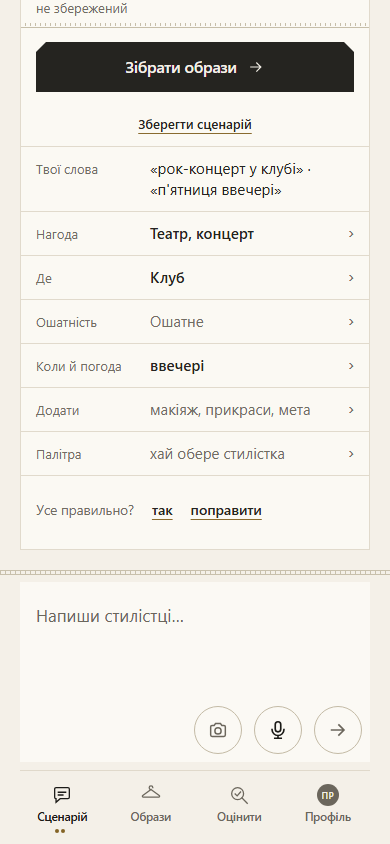 не збережений
Зібрати образи →
Зберегти сценарій
Твої слова «рок-концерт у клубі» ·
«п'ятниця ввечері»
Нагода Театр, концерт
Де Клуб
Ошатність Ошатне
Коли й погода ввечері
Додати макіяж, прикраси, мета
Палітра хай обере стилістка
Усе правильно? так поправити
Напиши стилістці...
Сценарій Образи Оцінити ПР Профіль